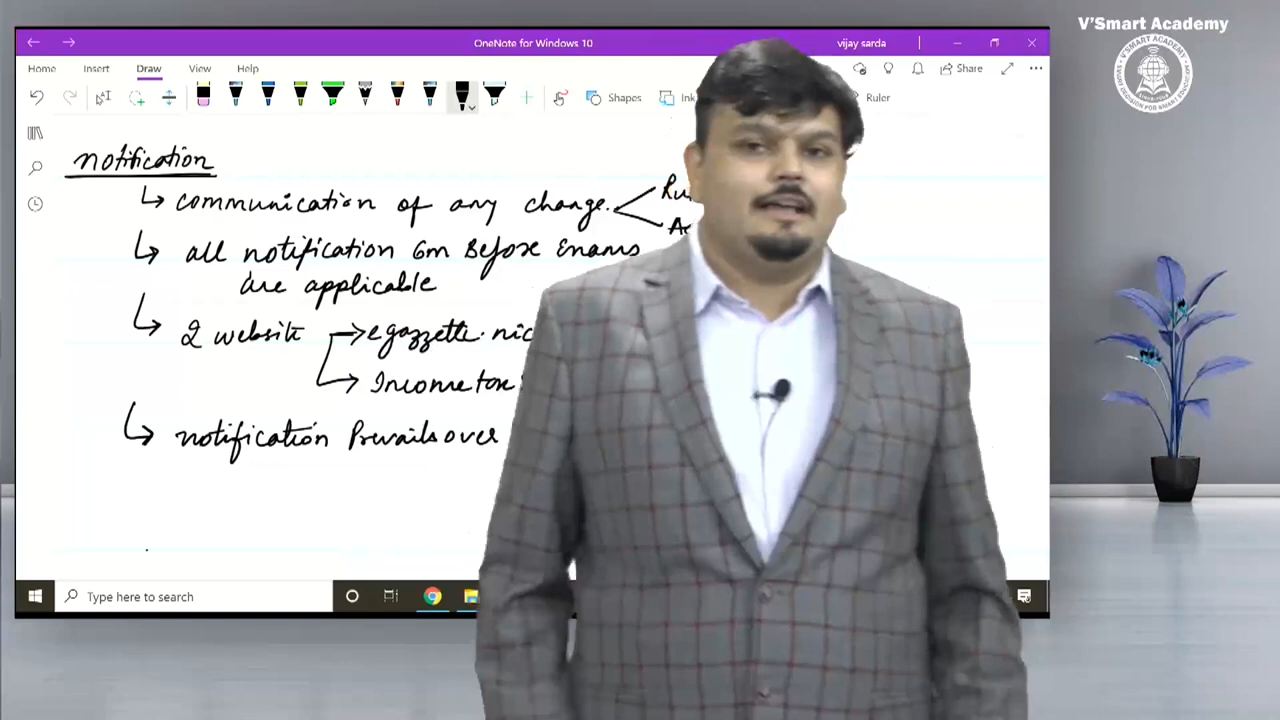 V'Smart Academy
OneNote for Windows 10
vijay sarda
Home Insert Draw View Help
Share
Shapes
Ink
Ruler
notification
communication of any change.
all notification 6m Before Exams
are applicable
2 website
egazzette.nic
Income tax
notification Prevails over
Type here to search